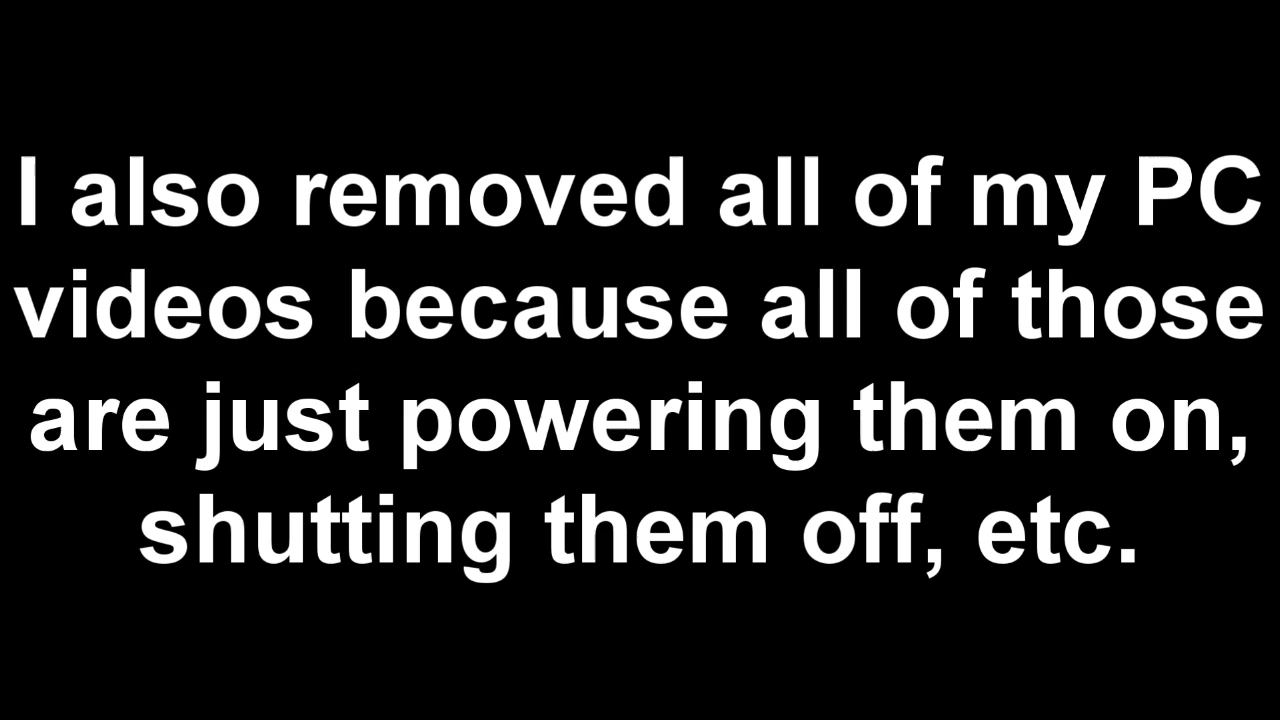 I also removed all of my PC
videos because all of those
are just powering them on,
shutting them off, etc.